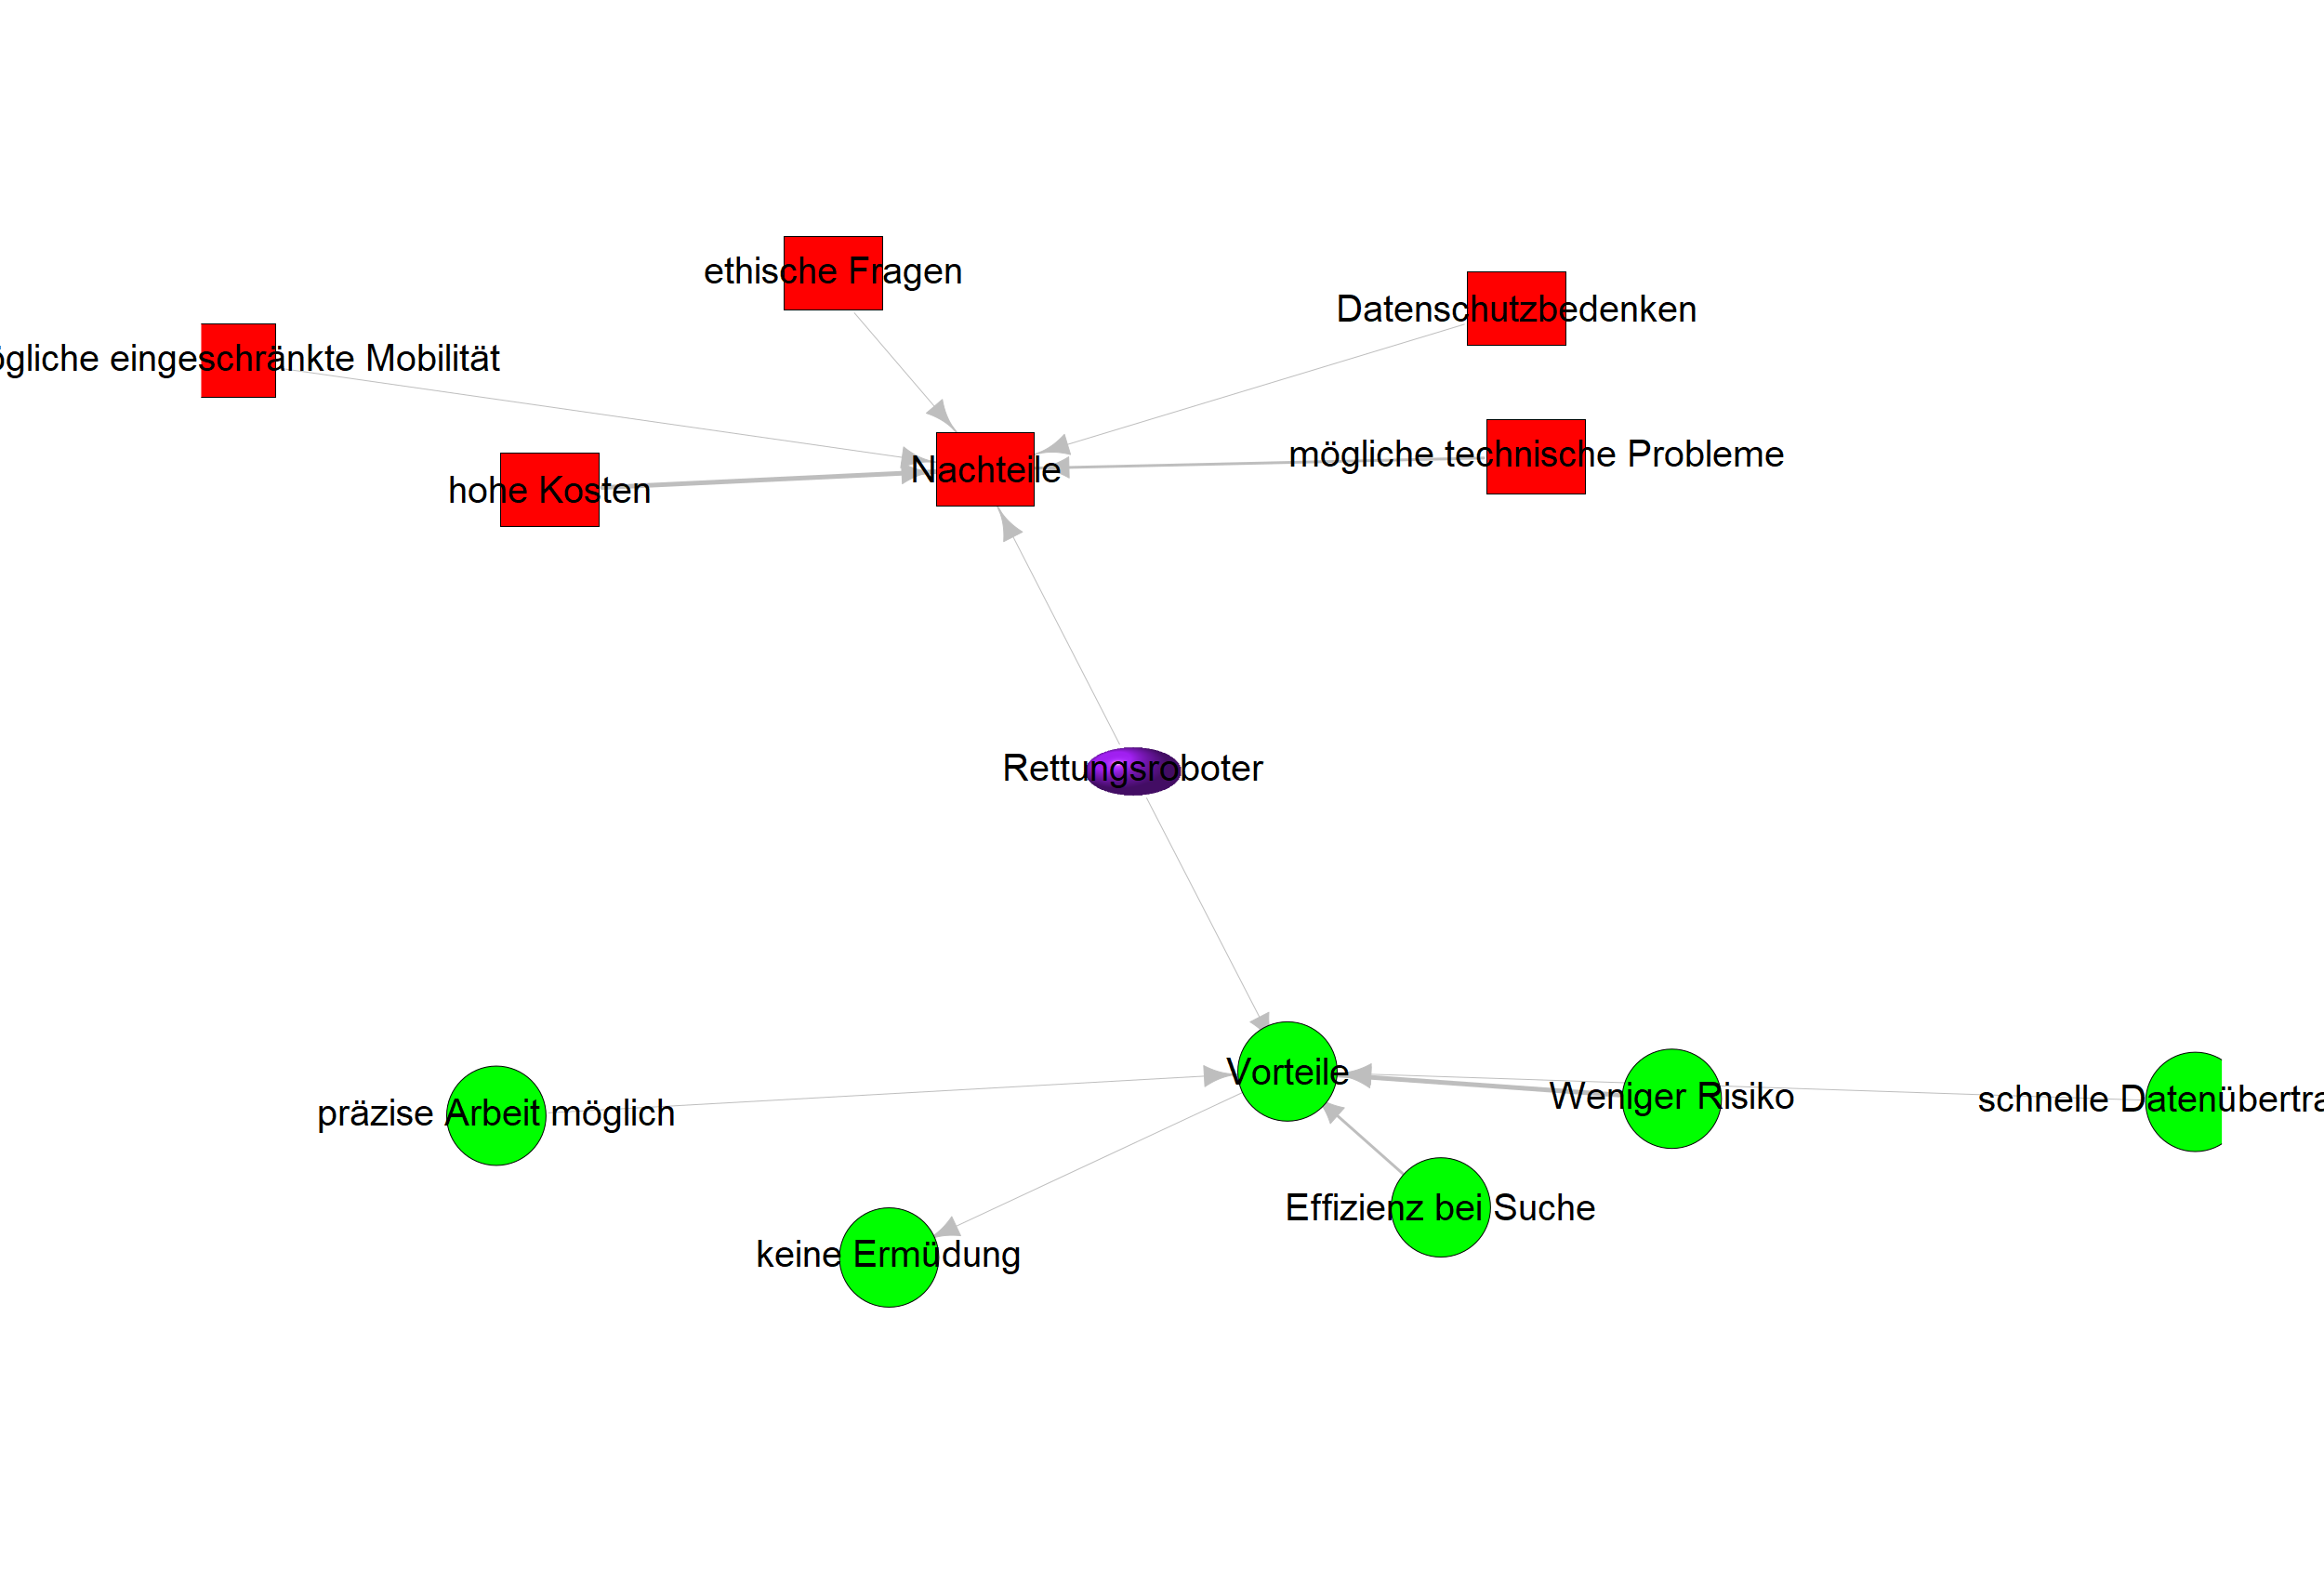 ethische Fragen
Datenschutzbedenken
ögliche eingeschränkte Mobilität
mögliche technische Probleme
Nachteile
hohe Kosten
Rettungsroboter
Vorteile
Weniger Risiko
schnelle Datenübertra
präzise Arbeit möglich
Effizienz bei Suche
keine Ermüdung